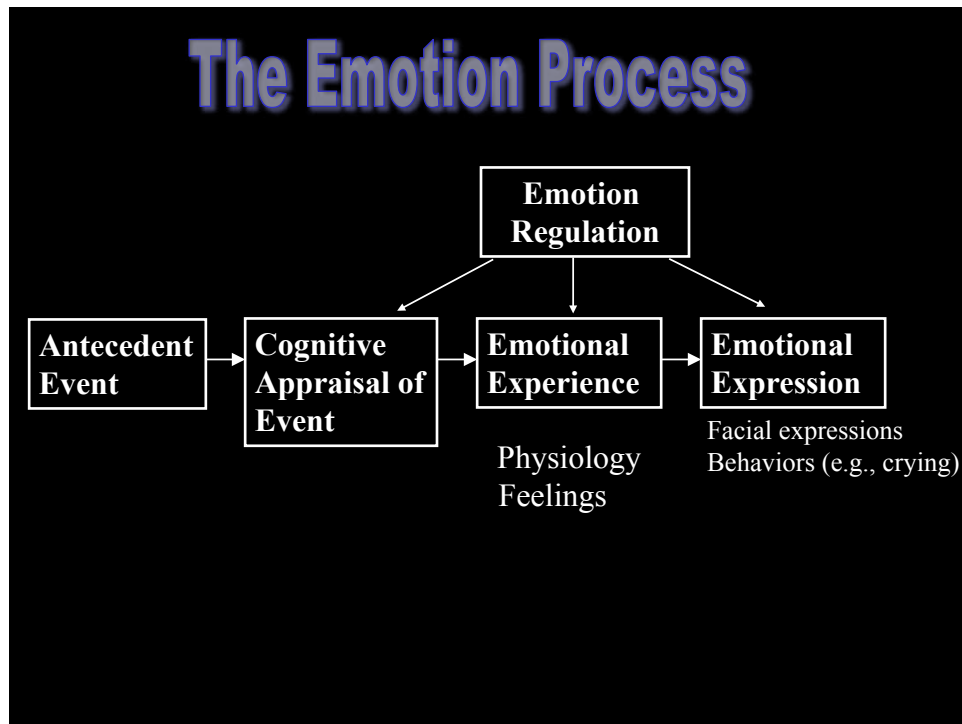 The Emotion Process
Emotion
Regulation
Antecedent
Event
Cognitive
Appraisal of
Event
Emotional
Experience
Emotional
Expression
Physiology
Feelings
Facial expressions
Behaviors (e.g., crying)